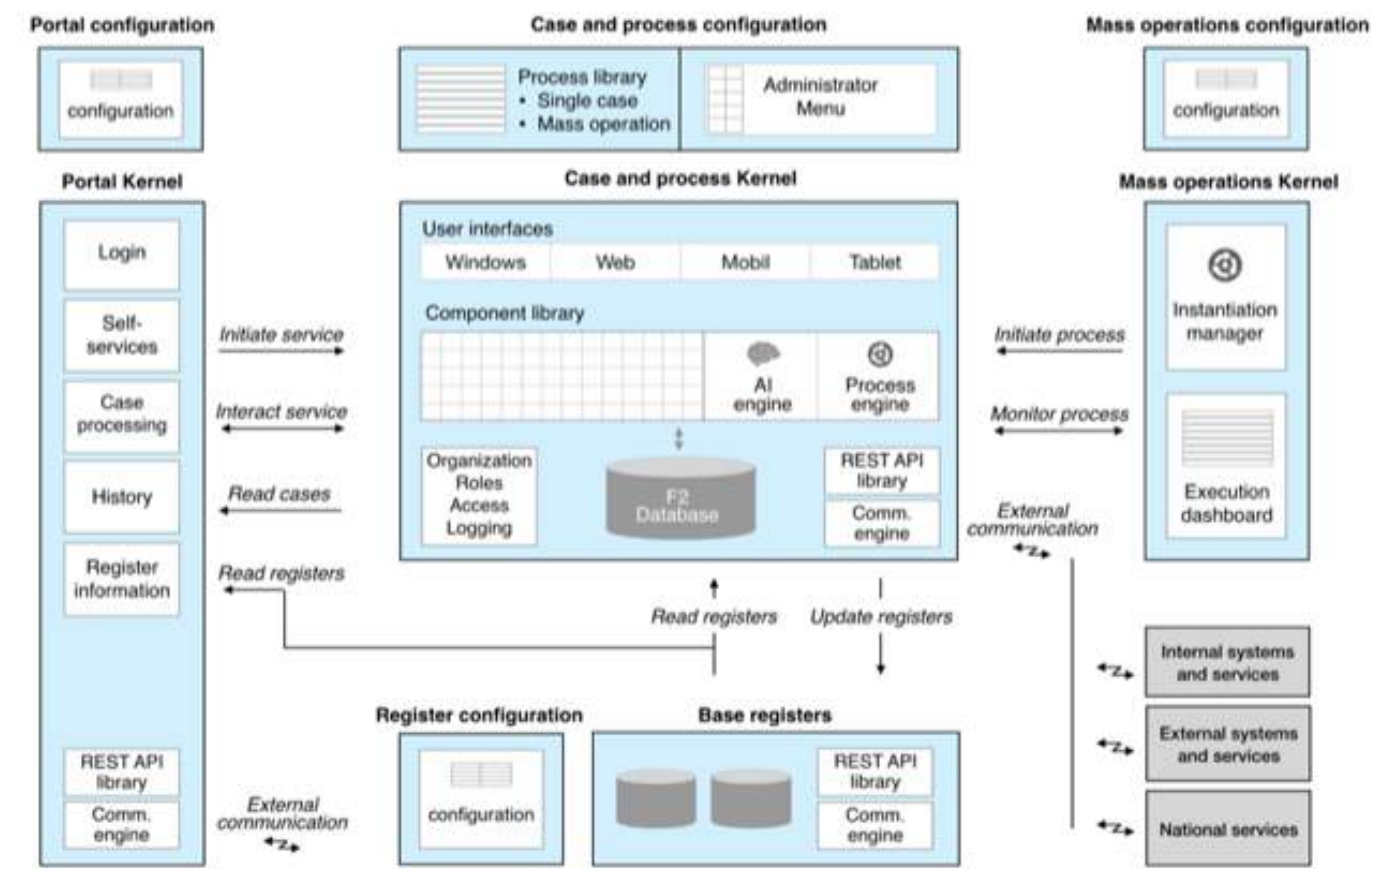 Portal configuration
configuration
Case and process configuration
Process library
• Single case
• Mass operation
Administrator
Menu
Mass operations configuration
configuration
Portal Kernel
Login
Self-
services
Case
processing
History
Register
information
REST API
library
Comm.
engine
Initiate service
Interact service
Read cases
Read registers
External
communication
Case and process Kernel
User interfaces
Windows
Web
Mobil
Tablet
Component library
AI
engine
Process
engine
Organization
Roles
Access
Logging
F2
Database
REST API
library
Comm.
engine
Initiate process
Monitor process
External
communication
Mass operations Kernel
Instantiation
manager
Execution
dashboard
Read registers
Update registers
Register configuration
configuration
Base registers
REST API
library
Comm.
engine
Internal systems
and services
External systems
and services
National services